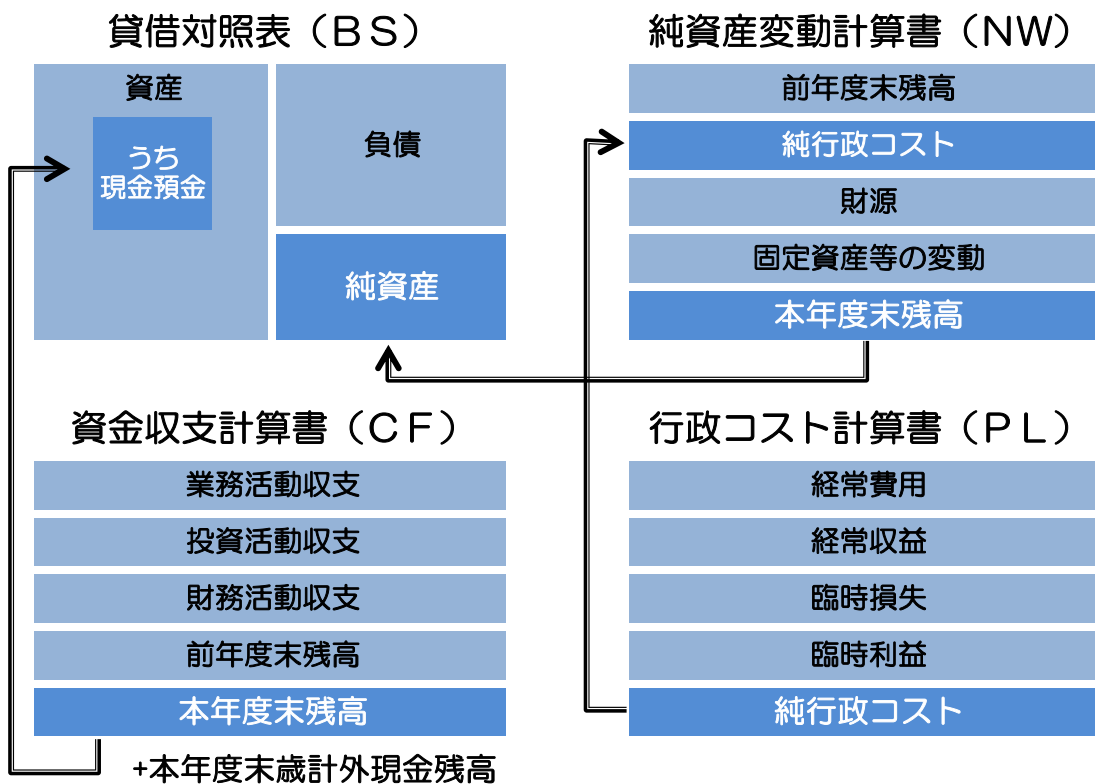 貸借対照表（ＢＳ）
資産
うち
現金預金
負債
純資産
純資産変動計算書（ＮＷ）
前年度末残高
純行政コスト
財源
固定資産等の変動
本年度末残高
資金収支計算書（ＣＦ）
業務活動収支
投資活動収支
財務活動収支
前年度末残高
本年度末残高
+本年度末歳計外現金残高
行政コスト計算書（ＰＬ）
経常費用
経常収益
臨時損失
臨時利益
純行政コスト